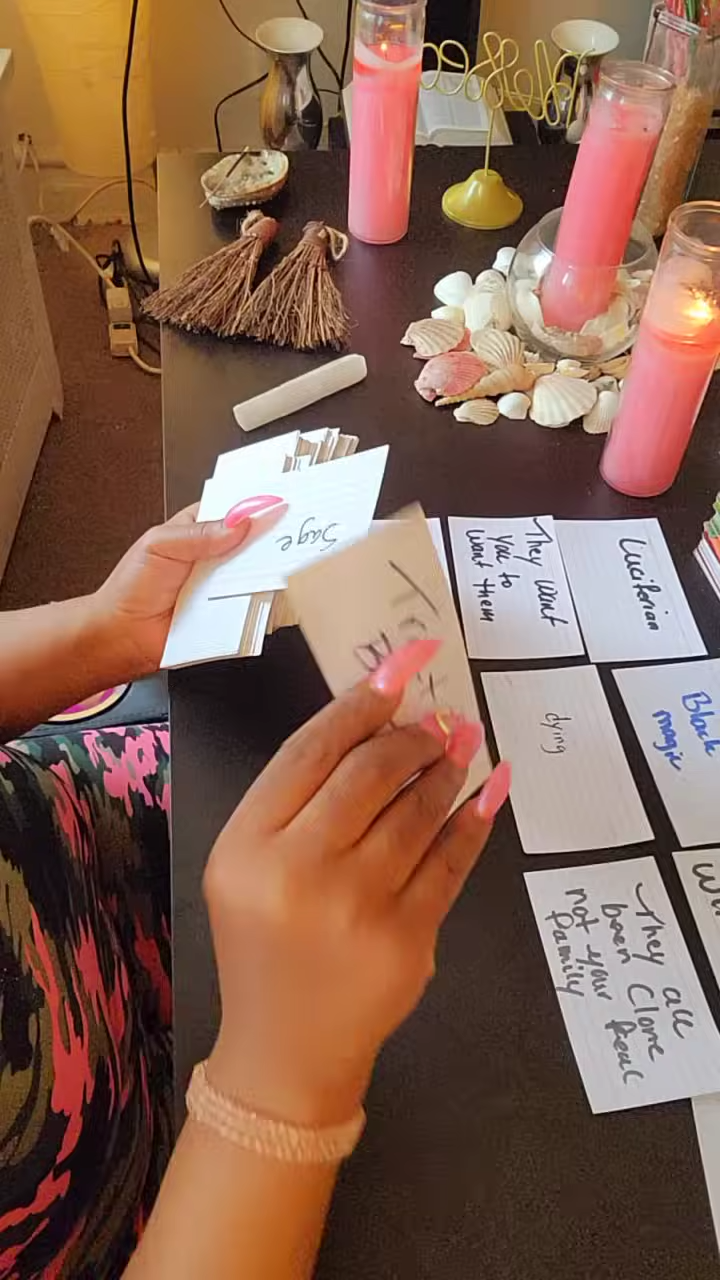 Sage
They want
you to
want them
Luciferian
dying
Black
magic
They all
been Clone
not your Real
family